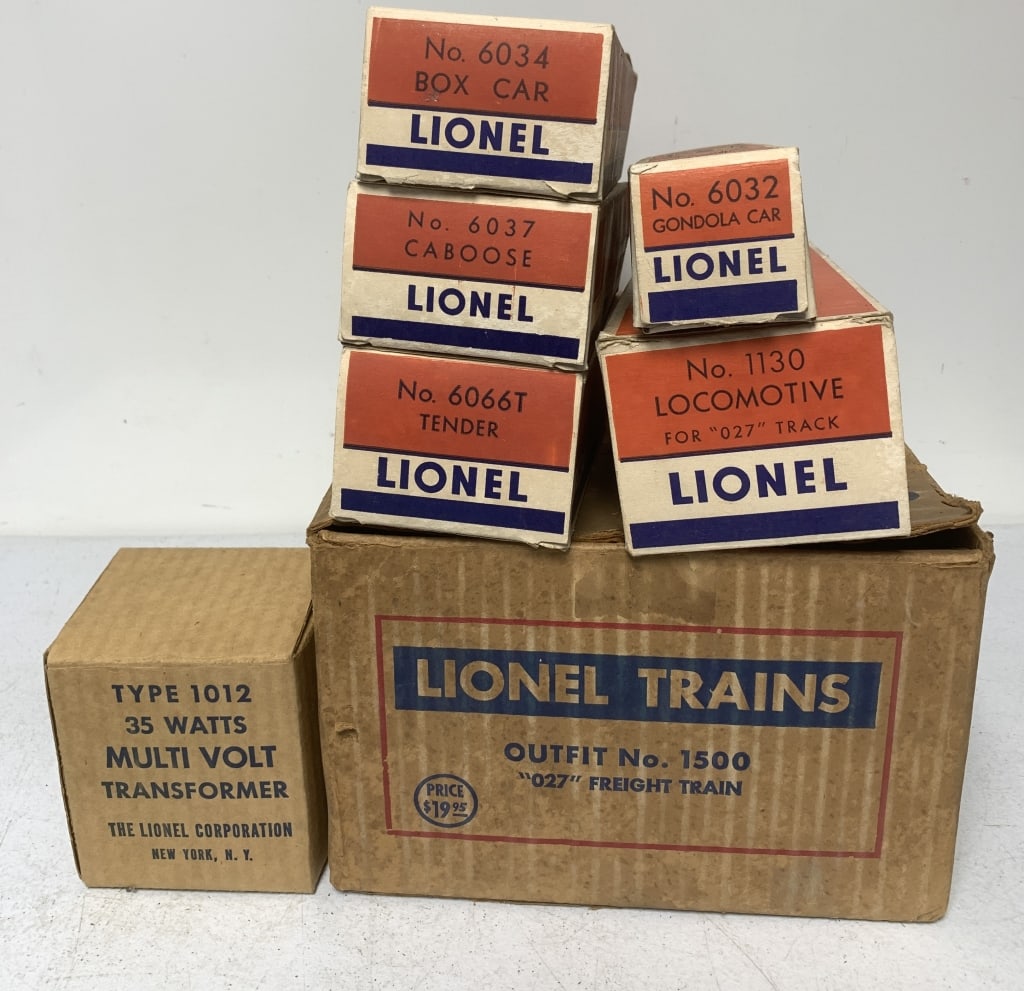 No. 6034
BOX CAR
LIONEL
No. 6037
CABOOSE
LIONEL
No. 6066T
TENDER
LIONEL
No. 6032
GONDOLA CAR
LIONEL
No. 1130
LOCOMOTIVE
FOR "027" TRACK
LIONEL
TYPE 1012
35 WATTS
MULTI VOLT
TRANSFORMER
THE LIONEL CORPORATION
NEW YORK, N. Y.
LIONEL TRAINS
OUTFIT No. 1500
"027" FREIGHT TRAIN
PRICE
$19.95